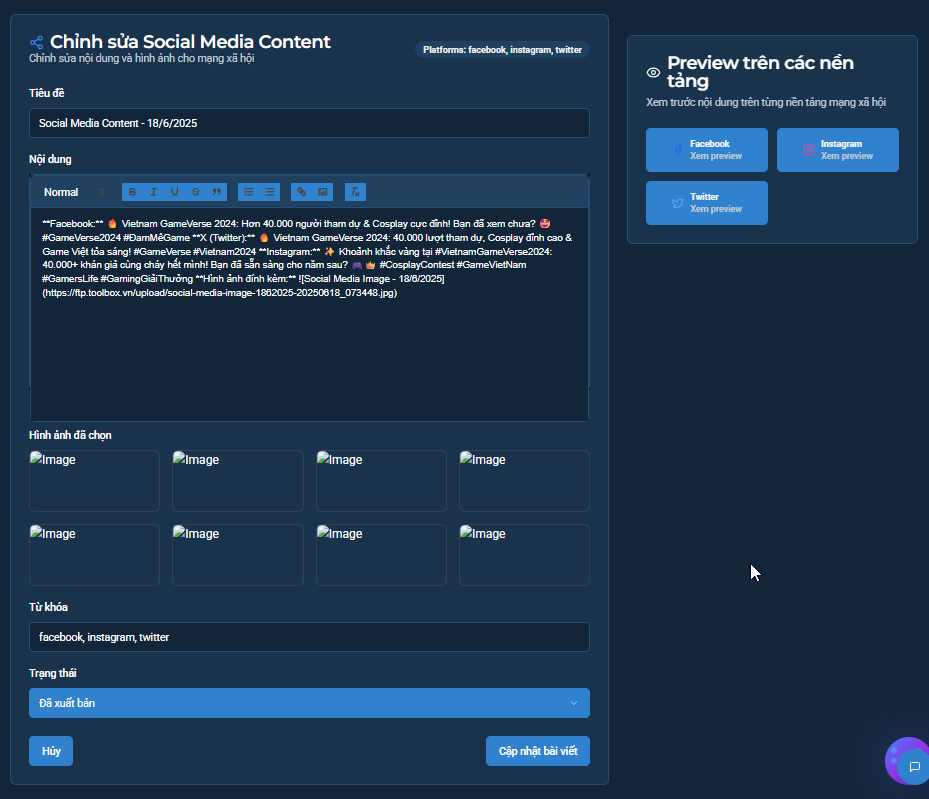 Chỉnh sửa Social Media Content
Chỉnh sửa nội dung và hình ảnh cho mạng xã hội
Platforms: facebook, instagram, twitter
Tiêu đề
Social Media Content - 18/6/2025
Nội dung
Normal
**Facebook:** 🔥 Vietnam GameVerse 2024: Hơn 40.000 người tham dự & Cosplay cực đỉnh! Bạn đã xem chưa? 🤩
#GameVerse2024 #ĐamMêGame **X (Twitter):** 🔥 Vietnam GameVerse 2024: 40.000 lượt tham dự, Cosplay đỉnh cao &
Game Việt tỏa sáng! #GameVerse #Vietnam2024 **Instagram:** ✨ Khoảnh khắc vàng tại #VietnamGameVerse2024:
40.000+ khán giả cùng cháy hết mình! Bạn đã sẵn sàng cho năm sau? 🎮 👑 #CosplayContest #GameVietNam
#GamersLife #GamingGiảiThưởng **Hình ảnh đính kèm:** ![Social Media Image - 18/6/2025]
(https://ftp.toolbox.vn/upload/social-media-image-1862025-20250618_073448.jpg)
Hình ảnh đã chọn
Image Image Image Image
Image Image Image Image
Từ khóa
facebook, instagram, twitter
Trạng thái
Đã xuất bản
Hủy
Cập nhật bài viết
Preview trên các nền
tảng
Xem trước nội dung trên từng nền tảng mạng xã hội
Facebook
Xem preview
Instagram
Xem preview
Twitter
Xem preview